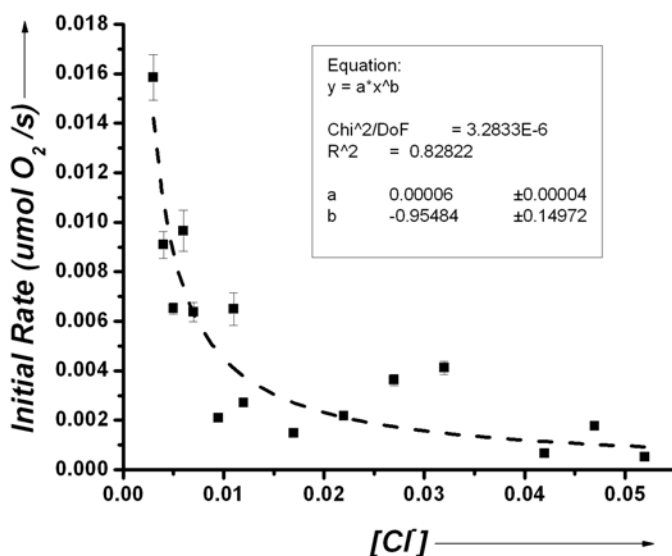 Initial Rate (umol O2/s)
0.018
0.016
0.014
0.012
0.010
0.008
0.006
0.004
0.002
0.000
Equation:
y = a*x^b
Chi^2/DoF = 3.2833E-6
R^2 = 0.82822
a 0.00006 ±0.00004
b -0.95484 ±0.14972
0.00 0.01 0.02 0.03 0.04 0.05
[Cl-]